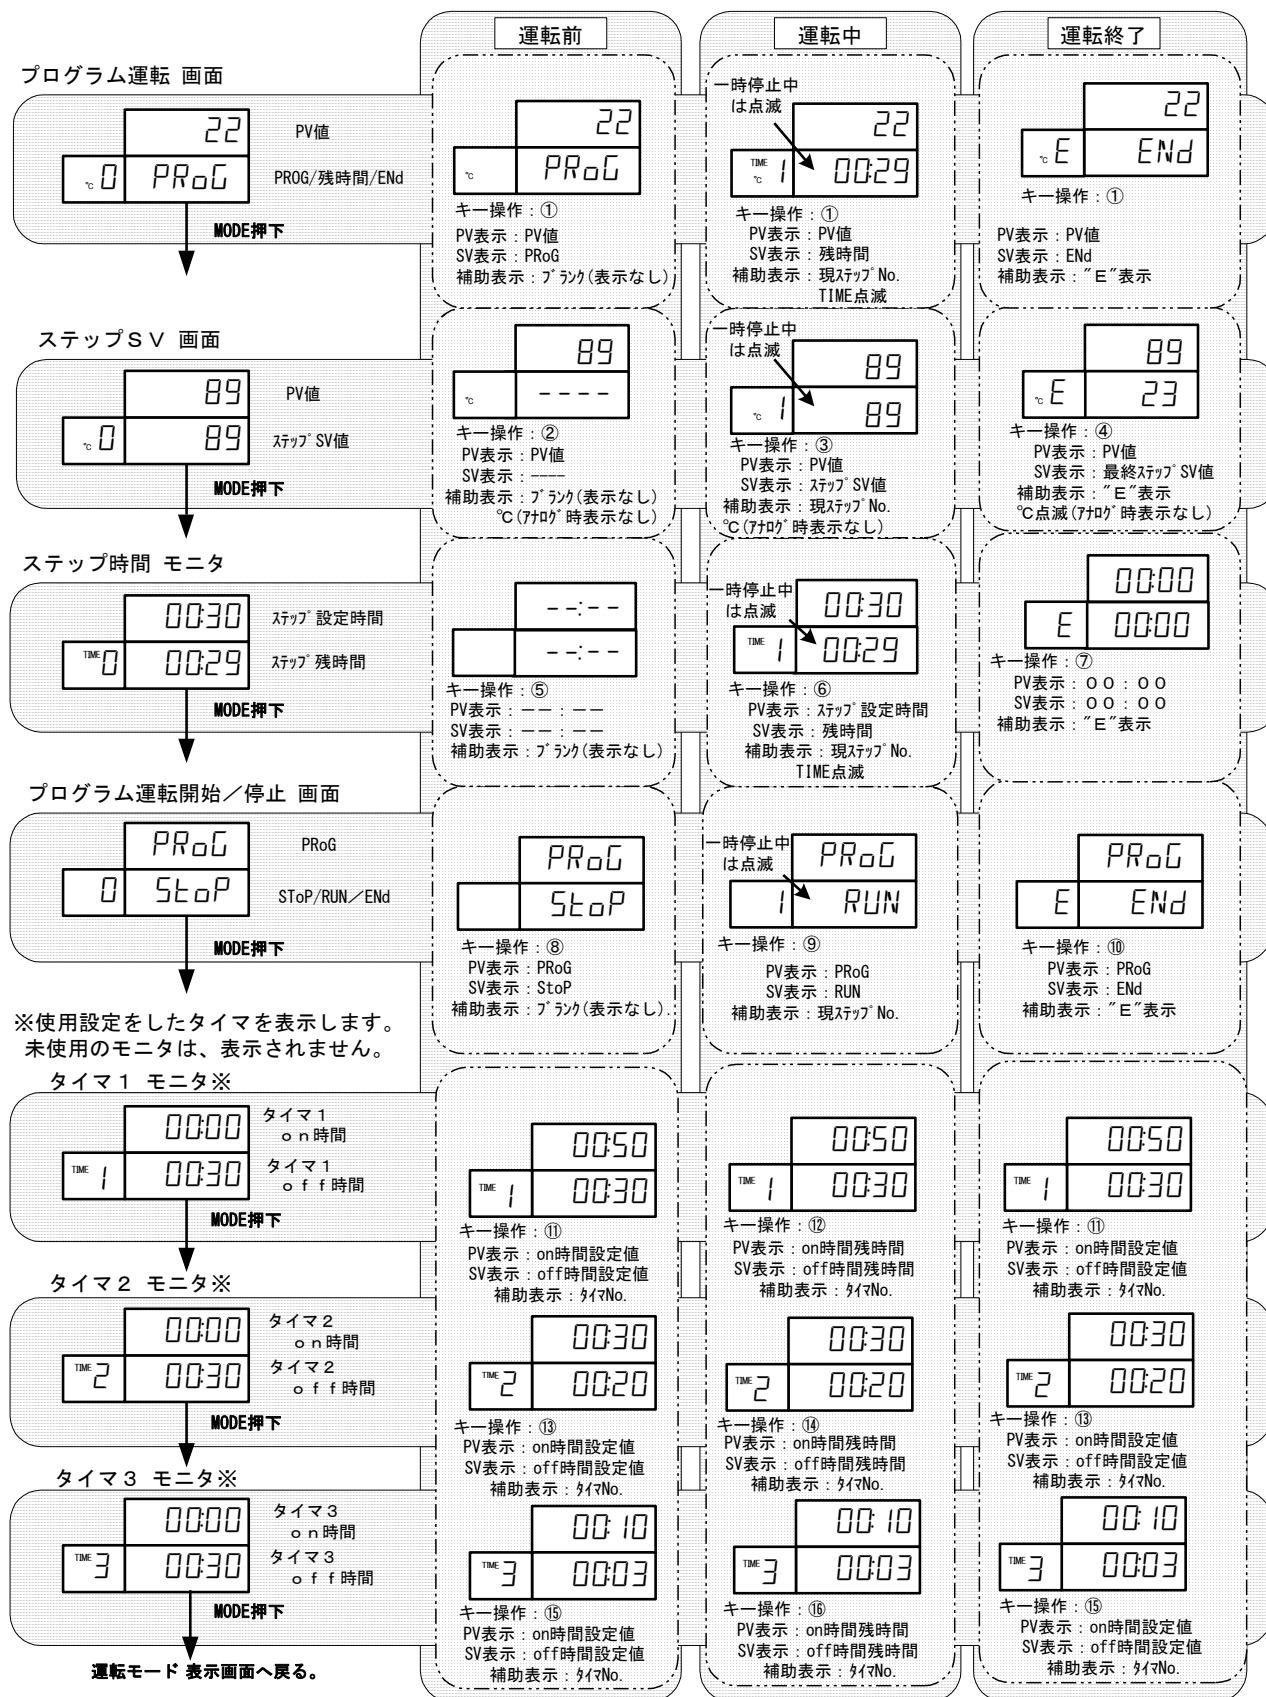 運転前
運転中
運転終了
プログラム運転 画面
22
PV値
℃ 0 PRoG
PROG/残時間/ENd
MODE押下
22
℃ PRoG
キー操作：①
PV表示：PV値
SV表示：PRoG
補助表示：ブランク(表示なし)
一時停止中
は点滅
22
TIME
℃ 1 00:29
キー操作：①
PV表示：PV値
SV表示：残時間
補助表示：現ステップNo.
TIME点滅
22
℃ E ENd
キー操作：①
PV表示：PV値
SV表示：ENd
補助表示：″E″表示
ステップＳＶ 画面
89
PV値
℃ 0 89
ステップSV値
MODE押下
89
℃ ----
キー操作：②
PV表示：PV値
SV表示：----
補助表示：ブランク(表示なし)
℃(アナログ時表示なし)
一時停止中
は点滅
89
℃ 1 89
キー操作：③
PV表示：PV値
SV表示：ステップSV値
補助表示：現ステップNo.
℃(アナログ時表示なし)
89
℃ E 23
キー操作：④
PV表示：PV値
SV表示：最終ステップSV値
補助表示：″E″表示
℃点滅(アナログ時表示なし)
ステップ時間 モニタ
00:30
ステップ設定時間
TIME 0 00:29
ステップ残時間
MODE押下
--:--
--:--
キー操作：⑤
PV表示：－－：－－
SV表示：－－：－－
補助表示：ブランク(表示なし)
一時停止中
は点滅
00:30
TIME 1 00:29
キー操作：⑥
PV表示：ステップ設定時間
SV表示：残時間
補助表示：現ステップNo.
TIME点滅
00:00
E 00:00
キー操作：⑦
PV表示：００：００
SV表示：００：００
補助表示：″E″表示
プログラム運転開始／停止 画面
PRoG
PRoG
0 StoP
SToP/RUN／ENd
MODE押下
PRoG
StoP
キー操作：⑧
PV表示：PRoG
SV表示：StoP
補助表示：ブランク(表示なし).
一時停止中
は点滅
PRoG
1 RUN
キー操作：⑨
PV表示：PRoG
SV表示：RUN
補助表示：現ステップNo.
PRoG
E ENd
キー操作：⑩
PV表示：PRoG
SV表示：ENd
補助表示：″E″表示
※使用設定をしたタイマを表示します。
未使用のモニタは、表示されません。
タイマ１ モニタ※
00:00
タイマ１
ｏｎ時間
TIME 1 00:30
タイマ１
ｏｆｆ時間
MODE押下
00:50
TIME 1 00:30
キー操作：⑪
PV表示：on時間設定値
SV表示：off時間設定値
補助表示：タイマNo.
00:50
TIME 1 00:30
キー操作：⑫
PV表示：on時間残時間
SV表示：off時間残時間
補助表示：タイマNo.
00:50
TIME 1 00:30
キー操作：⑪
PV表示：on時間設定値
SV表示：off時間設定値
補助表示：タイマNo.
タイマ２ モニタ※
00:00
タイマ２
ｏｎ時間
TIME 2 00:30
タイマ２
ｏｆｆ時間
MODE押下
00:30
TIME 2 00:20
キー操作：⑬
PV表示：on時間設定値
SV表示：off時間設定値
補助表示：タイマNo.
00:30
TIME 2 00:20
キー操作：⑭
PV表示：on時間残時間
SV表示：off時間残時間
補助表示：タイマNo.
00:30
TIME 2 00:20
キー操作：⑬
PV表示：on時間設定値
SV表示：off時間設定値
補助表示：タイマNo.
タイマ３ モニタ※
00:00
タイマ３
ｏｎ時間
TIME 3 00:30
タイマ３
ｏｆｆ時間
MODE押下
00:10
TIME 3 00:03
キー操作：⑮
PV表示：on時間設定値
SV表示：off時間設定値
補助表示：タイマNo.
00:10
TIME 3 00:03
キー操作：⑯
PV表示：on時間残時間
SV表示：off時間残時間
補助表示：タイマNo.
00:10
TIME 3 00:03
キー操作：⑮
PV表示：on時間設定値
SV表示：off時間設定値
補助表示：タイマNo.
運転モード 表示画面へ戻る。